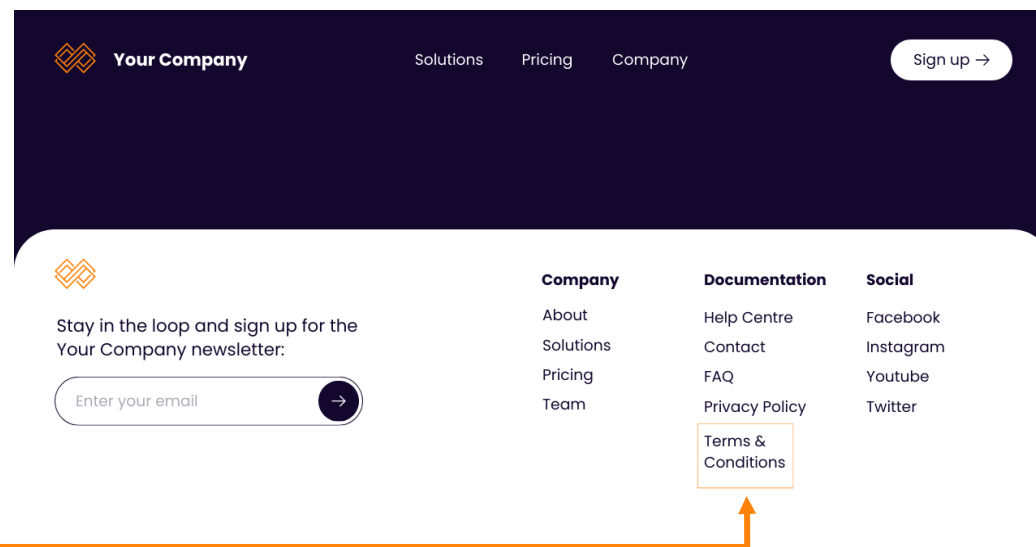 Your Company
Solutions
Pricing
Company
Sign up →
Stay in the loop and sign up for the
Your Company newsletter:
Enter your email
→
Company
About
Solutions
Pricing
Team
Documentation
Help Centre
Contact
FAQ
Privacy Policy
Terms &
Conditions
Social
Facebook
Instagram
Youtube
Twitter